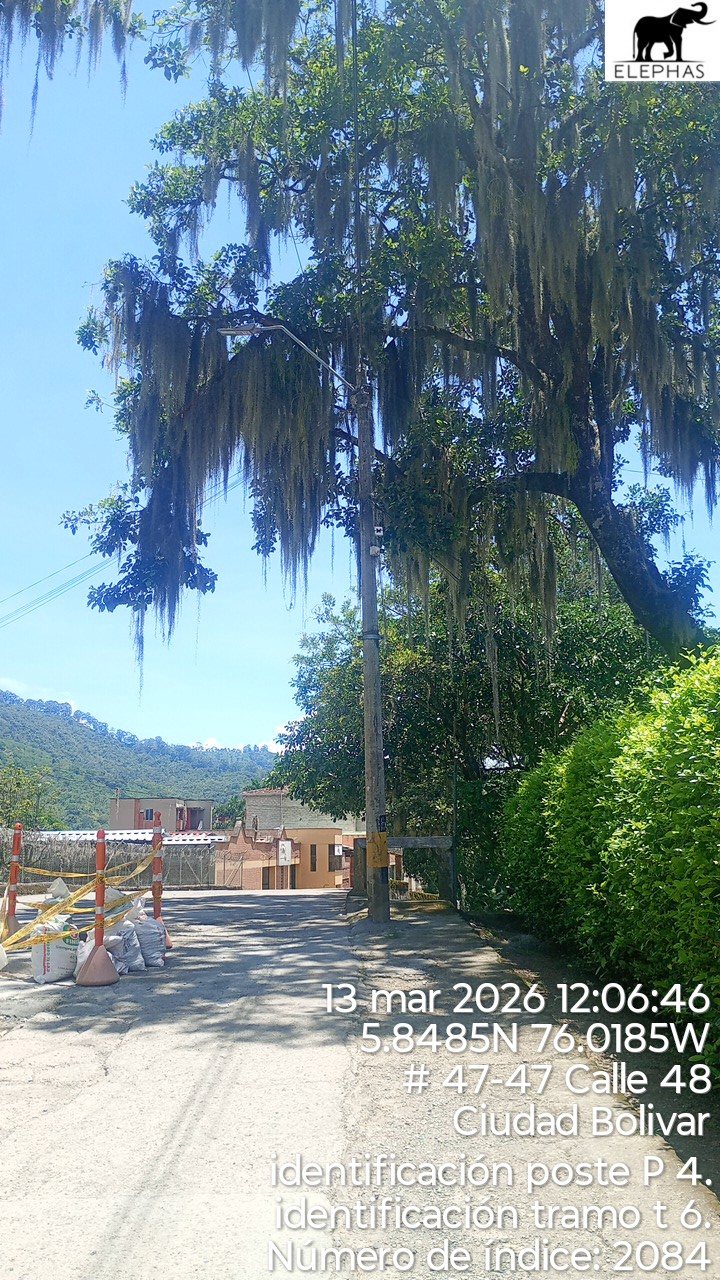 ELEPHAS
13 mar 2026 12:06:46
5.8485N 76.0185W
# 47-47 Calle 48
Ciudad Bolivar
identificación poste P 4.
identificación tramo t 6.
Número de índice: 2084